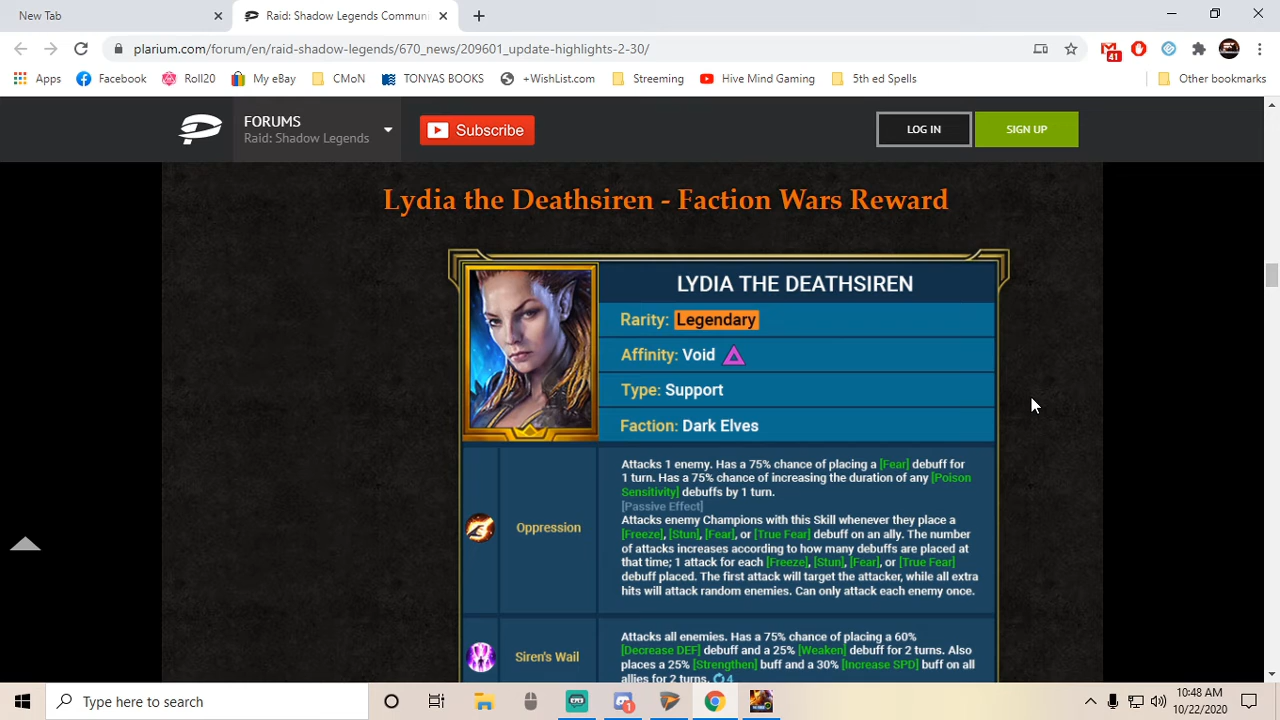 New Tab
Raid: Shadow Legends Commun
plarium.com/forum/en/raid-shadow-legends/670_news/209601_update-highlights-2-30/
41
Apps
Facebook
Roll20
My eBay
CMoN
TONYAS BOOKS
+WishList.com
Streeming
Hive Mind Gaming
5th ed Spells
Other bookmarks
FORUMS
Raid: Shadow Legends
Subscribe
LOG IN
SIGN UP
Lydia the Deathsiren - Faction Wars Reward
LYDIA THE DEATHSIREN
Rarity: Legendary
Affinity: Void
Type: Support
Faction: Dark Elves
Oppression
Attacks 1 enemy. Has a 75% chance of placing a [Fear] debuff for
1 turn. Has a 75% chance of increasing the duration of any [Poison
Sensitivity] debuffs by 1 turn.
[Passive Effect]
Attacks enemy Champions with this Skill whenever they place a
[Freeze], [Stun], [Fear], or [True Fear] debuff on an ally. The number
of attacks increases according to how many debuffs are placed at
that time; 1 attack for each [Freeze], [Stun], [Fear], or [True Fear]
debuff placed. The first attack will target the attacker, while all extra
hits will attack random enemies. Can only attack each enemy once.
Siren's Wail
Attacks all enemies. Has a 75% chance of placing a 60%
[Decrease DEF] debuff and a 25% [Weaken] debuff for 2 turns. Also
places a 25% [Strengthen] buff and a 30% [Increase SPD] buff on all
allies for 2 turns. 4
Type here to search
1
10:48 AM
10/22/2020